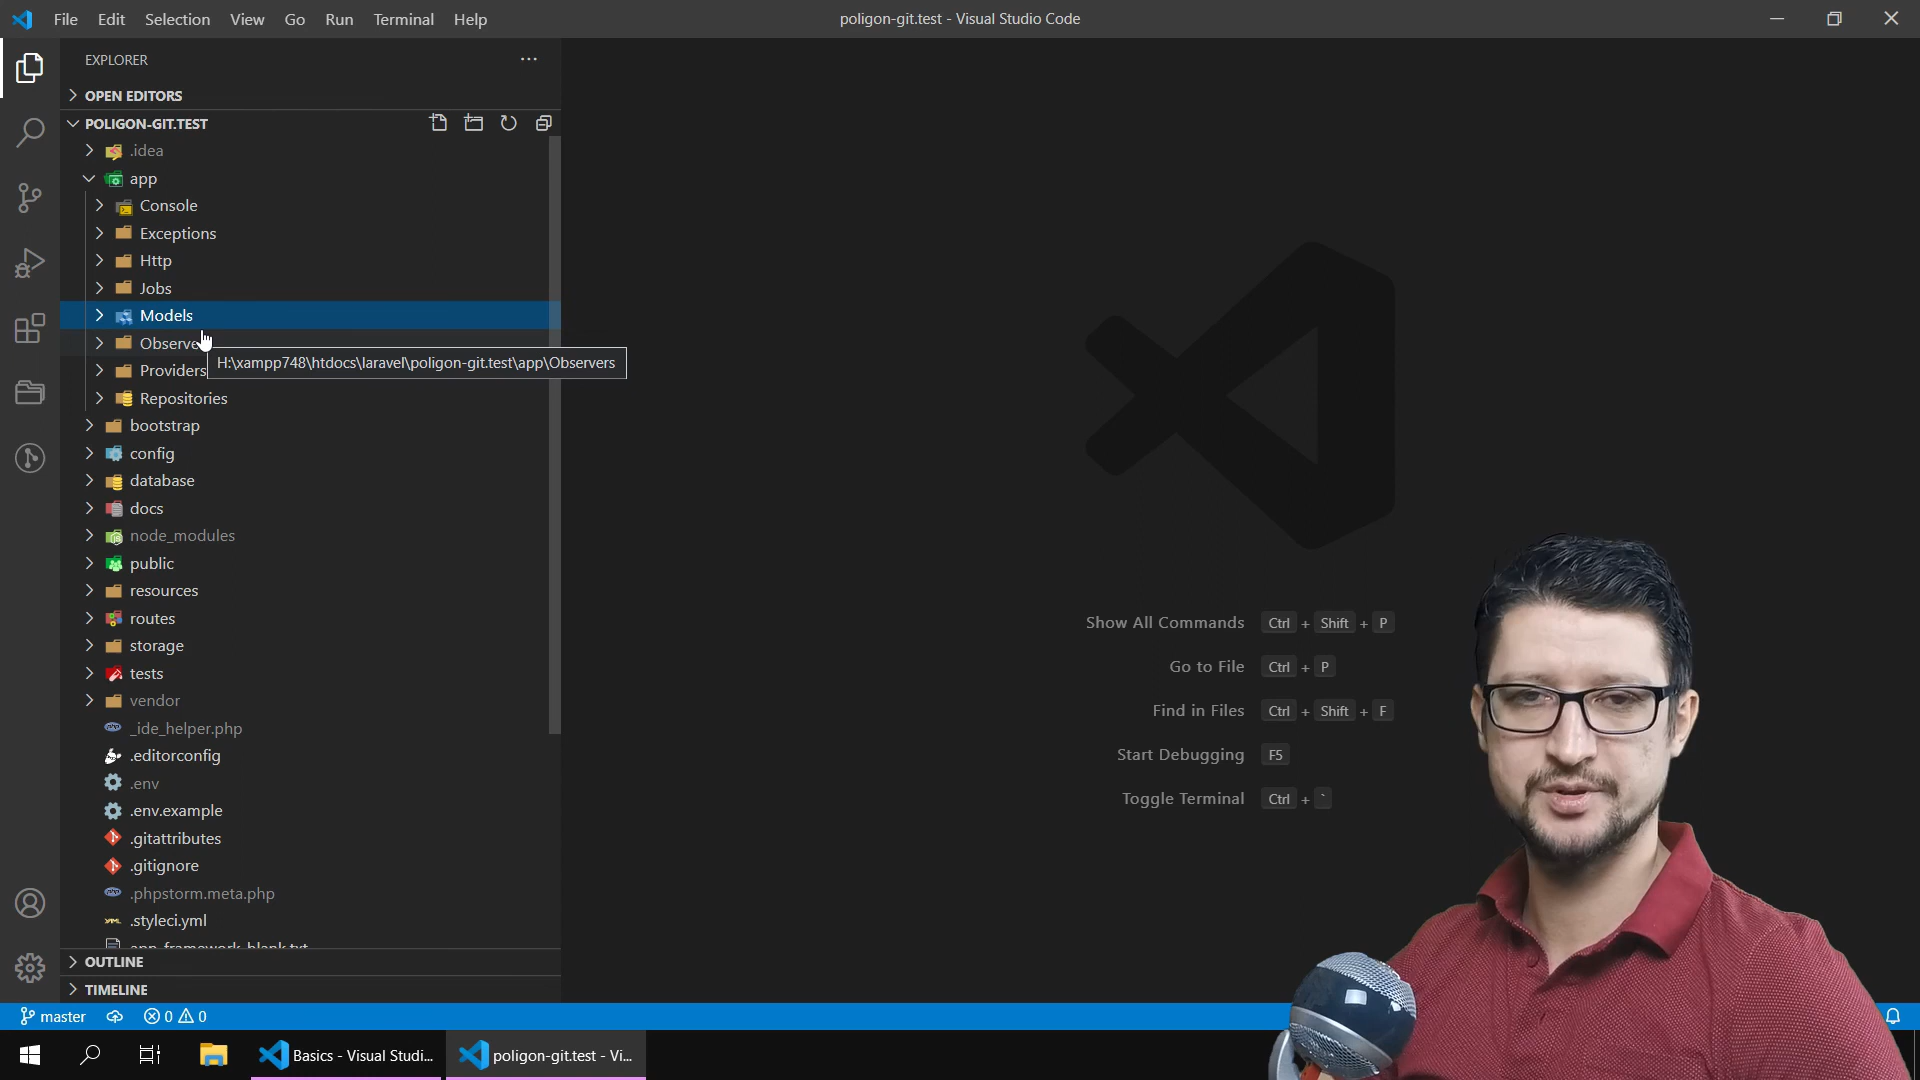 File Edit Selection View Go Run Terminal Help
poligon-git.test - Visual Studio Code
EXPLORER
OPEN EDITORS
POLIGON-GIT.TEST
.idea
app
Console
Exceptions
Http
Jobs
Models
Observe
H:\xampp748\htdocs\laravel\poligon-git.test\app\Observers
Providers
Repositories
bootstrap
config
database
docs
node_modules
public
resources
routes
storage
tests
vendor
_ide_helper.php
.editorconfig
.env
.env.example
.gitattributes
.gitignore
.phpstorm.meta.php
.styleci.yml
app_framework_blank.txt
OUTLINE
TIMELINE
Show All Commands Ctrl + Shift + P
Go to File Ctrl + P
Find in Files Ctrl + Shift + F
Start Debugging F5
Toggle Terminal Ctrl + `
master 0 0
Basics - Visual Studi...
poligon-git.test - Vi...